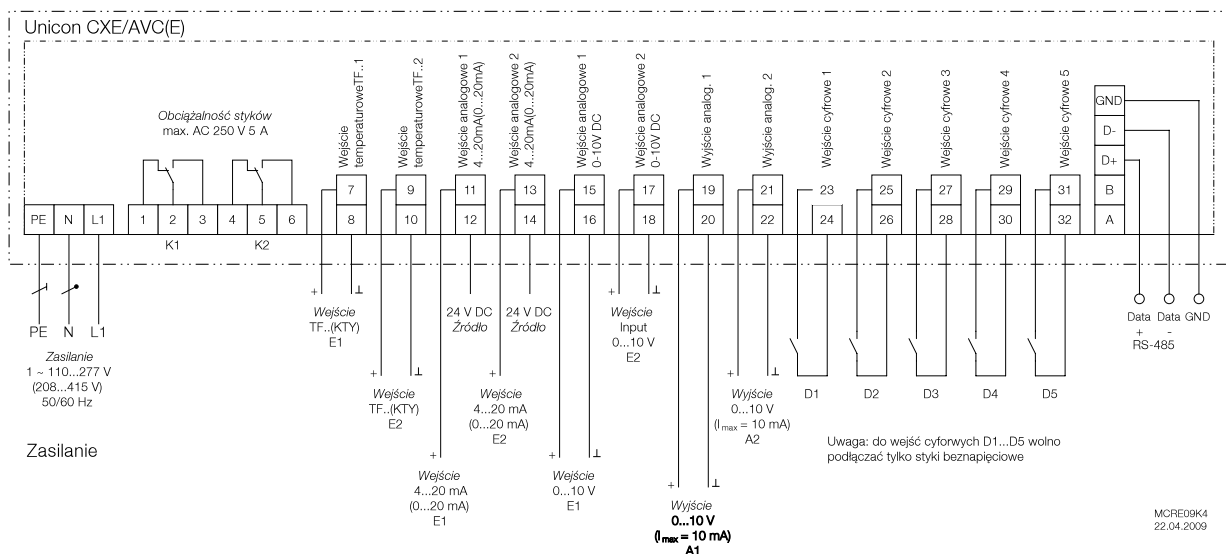 Unicon CXE/AVC(E)
Obciążalność styków
max. AC 250 V 5 A
Wejście
temperaturoweTF..1
Wejście
temperaturoweTF..2
Wejście analogowe 1
4...20mA(0...20mA)
Wejście analogowe 2
4...20mA(0...20mA)
Wejście analogowe 1
0-10V DC
Wejście analogowe 2
0-10V DC
Wyjście analog. 1
Wyjście analog. 2
Wejście cyfrowe 1
Wejście cyfrowe 2
Wejście cyfrowe 3
Wejście cyfrowe 4
Wejście cyfrowe 5
GND
D-
D+
7 9 11 13 15 17 19 21 23 25 27 29 31 B
PE N L1 1 2 3 4 5 6 8 10 12 14 16 18 20 22 24 26 28 30 32 A
K1 K2
PE N L1
Zasilanie
1 ~ 110...277 V
(208...415 V)
50/60 Hz
Zasilanie
+ ⊥
Wejście
TF..(KTY)
E1
+ ⊥
Wejście
TF..(KTY)
E2
24 V DC
Źródło
+
Wejście
4...20 mA
(0...20 mA)
E1
24 V DC
Źródło
+
Wejście
4...20 mA
(0...20 mA)
E2
+ ⊥
Wejście
0...10 V
E1
+ ⊥
Wejście
Input
0...10 V
E2
+ ⊥
Wyjście
0...10 V
(I max = 10 mA)
A1
+ ⊥
Wyjście
0...10 V
(I max = 10 mA)
A2
D1 D2 D3 D4 D5
Uwaga: do wejść cyforwych D1...D5 wolno
podłączać tylko styki beznapięciowe
Data Data GND
+ -
RS-485
MCRE09K4
22.04.2009